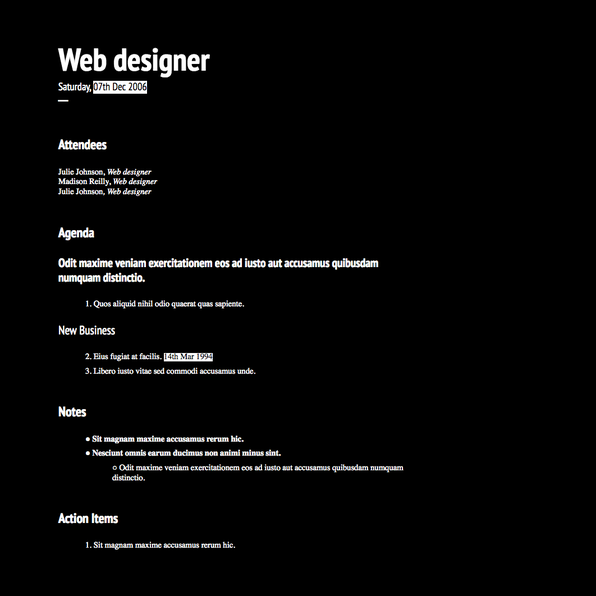 Web designer
Saturday, 07th Dec 2006
—
Attendees
Julie Johnson, Web designer
Madison Reilly, Web designer
Julie Johnson, Web designer
Agenda
Odit maxime veniam exercitationem eos ad iusto aut accusamus quibusdam
numquam distinctio.
1. Quos aliquid nihil odio quaerat quas sapiente.
New Business
2. Eius fugiat at facilis. 14th Mar 1994
3. Libero iusto vitae sed commodi accusamus unde.
Notes
● Sit magnam maxime accusamus rerum hic.
● Nesciunt omnis earum ducimus non animi minus sint.
○ Odit maxime veniam exercitationem eos ad iusto aut accusamus quibusdam numquam
distinctio.
Action Items
1. Sit magnam maxime accusamus rerum hic.